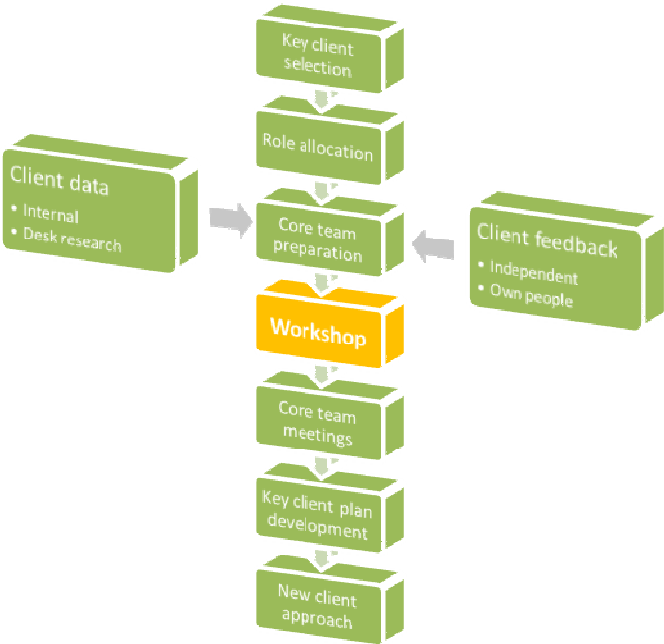 Key client
selection
Role allocation
Client data
• Internal
• Desk research
Core team
preparation
Client feedback
• Independent
• Own people
Workshop
Core team
meetings
Key client plan
development
New client
approach